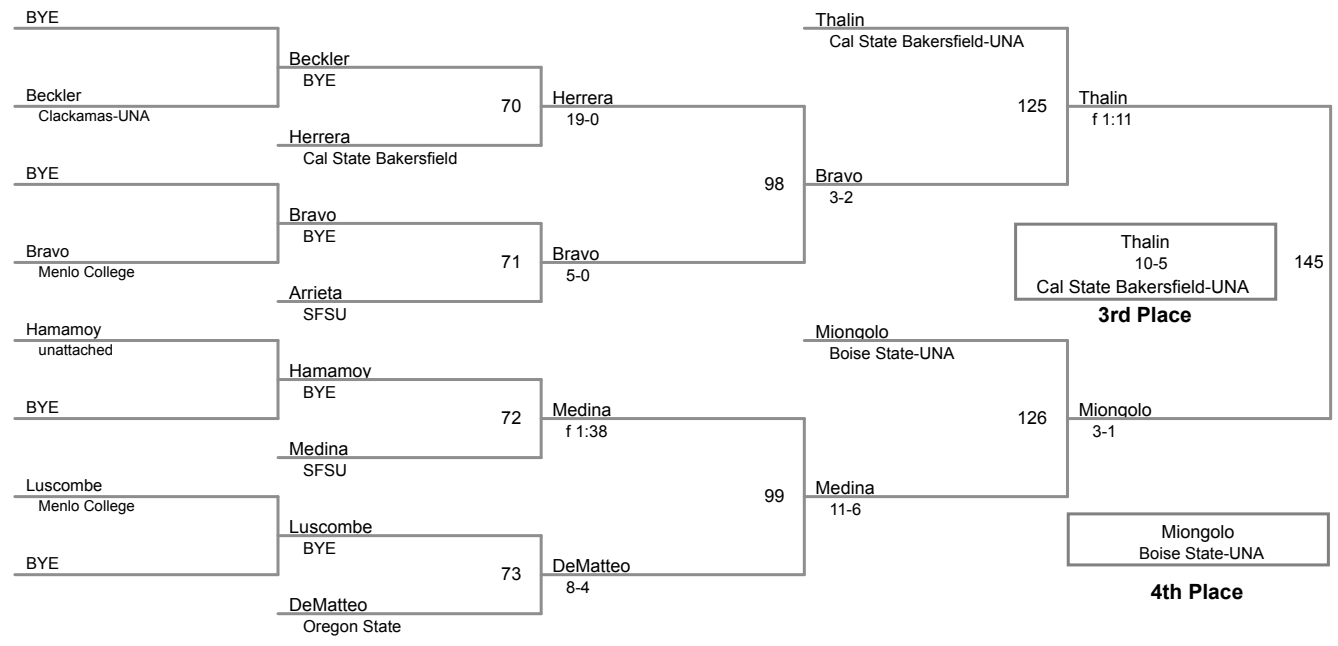 BYE
Beckler
Clackamas-UNA
BYE
Bravo
Menlo College
Hamamoy
unattached
BYE
Luscombe
Menlo College
BYE
Beckler
BYE
70
Herrera
Cal State Bakersfield
Bravo
BYE
71
Arrieta
SFSU
Hamamoy
BYE
72
Medina
SFSU
Luscombe
BYE
73
DeMatteo
Oregon State
Herrera
19-0
98
Bravo
5-0
Medina
f 1:38
99
DeMatteo
8-4
Thalin
Cal State Bakersfield-UNA
125
Bravo
3-2
Miongolo
Boise State-UNA
126
Medina
11-6
Thalin
f 1:11
145
Miongolo
3-1
Thalin
10-5
Cal State Bakersfield-UNA
3rd Place
Miongolo
Boise State-UNA
4th Place